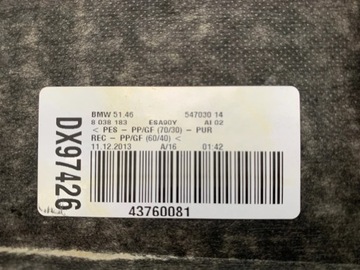 DX97426
BMW 51.46 547030 14
8 038 183 ESA90Y AI 02
< PES - PP/GF (70/30) - PUR
REC - PP/GF (60/40) <
11.12.2013 A/16 01:42
43760081